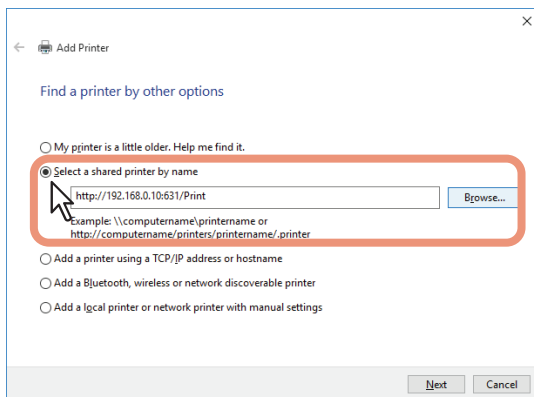 Add Printer
Find a printer by other options
My printer is a little older. Help me find it.
Select a shared printer by name
http://192.168.0.10:631/Print
Browse...
Example: \\computername\printername or
http://computername/printers/printername/.printer
Add a printer using a TCP/IP address or hostname
Add a Bluetooth, wireless or network discoverable printer
Add a local printer or network printer with manual settings
Next
Cancel